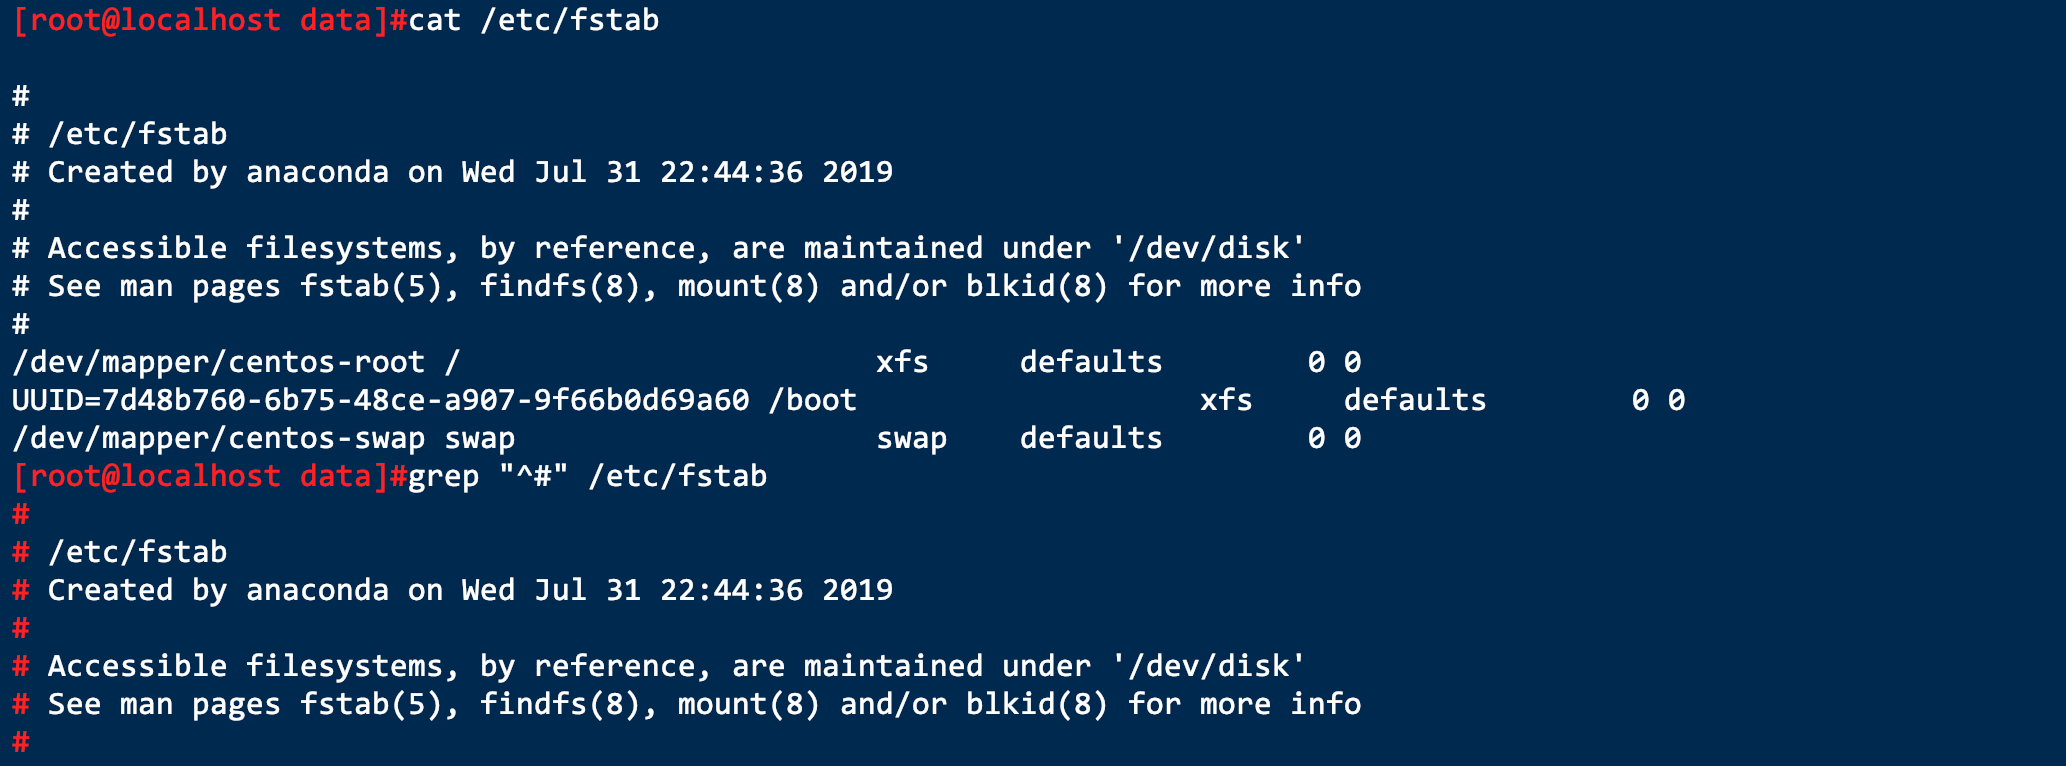 [root@localhost data]#cat /etc/fstab
#
# /etc/fstab
# Created by anaconda on Wed Jul 31 22:44:36 2019
#
# Accessible filesystems, by reference, are maintained under '/dev/disk'
# See man pages fstab(5), findfs(8), mount(8) and/or blkid(8) for more info
#
/dev/mapper/centos-root /                       xfs     defaults        0 0
UUID=7d48b760-6b75-48ce-a907-9f66b0d69a60 /boot                   xfs     defaults        0 0
/dev/mapper/centos-swap swap                    swap    defaults        0 0
[root@localhost data]#grep "^#" /etc/fstab
#
# /etc/fstab
# Created by anaconda on Wed Jul 31 22:44:36 2019
#
# Accessible filesystems, by reference, are maintained under '/dev/disk'
# See man pages fstab(5), findfs(8), mount(8) and/or blkid(8) for more info
#